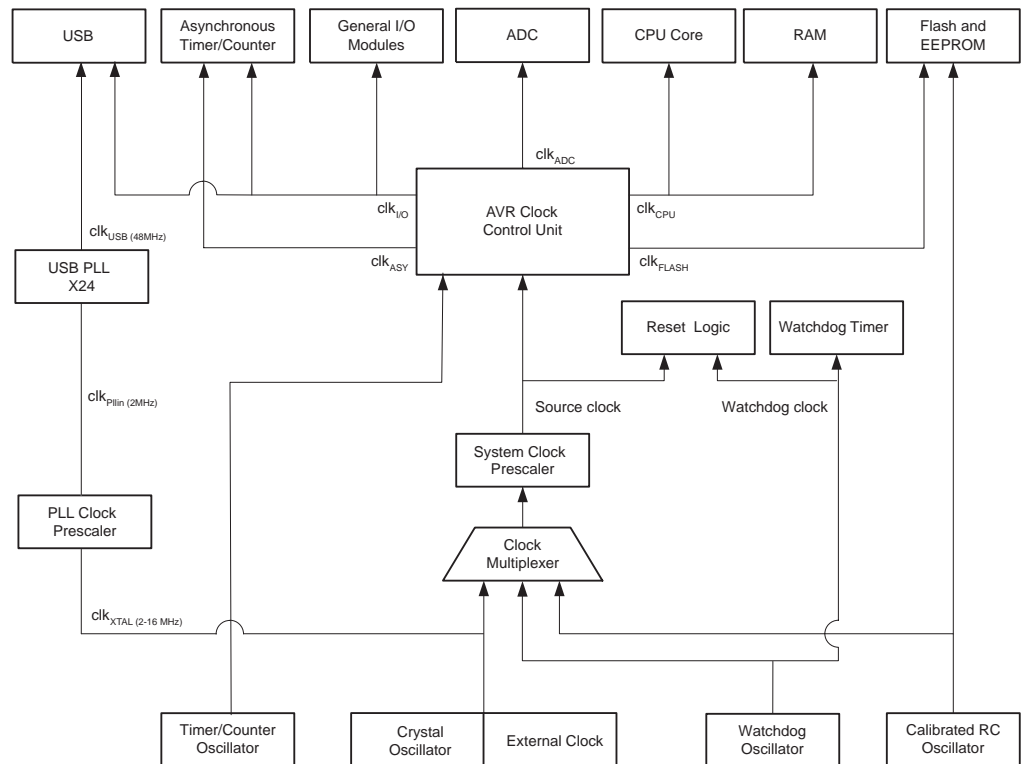 USB
Asynchronous
Timer/Counter
General I/O
Modules
ADC
CPU Core
RAM
Flash and
EEPROM
clkADC
clkI/O
AVR Clock
Control Unit
clkCPU
clkUSB (48MHz)
clkASY
clkFLASH
USB PLL
X24
Reset Logic
Watchdog Timer
clkPllin (2MHz)
Source clock
Watchdog clock
System Clock
Prescaler
PLL Clock
Prescaler
Clock
Multiplexer
clkXTAL (2-16 MHz)
Timer/Counter
Oscillator
Crystal
Oscillator
External Clock
Watchdog
Oscillator
Calibrated RC
Oscillator